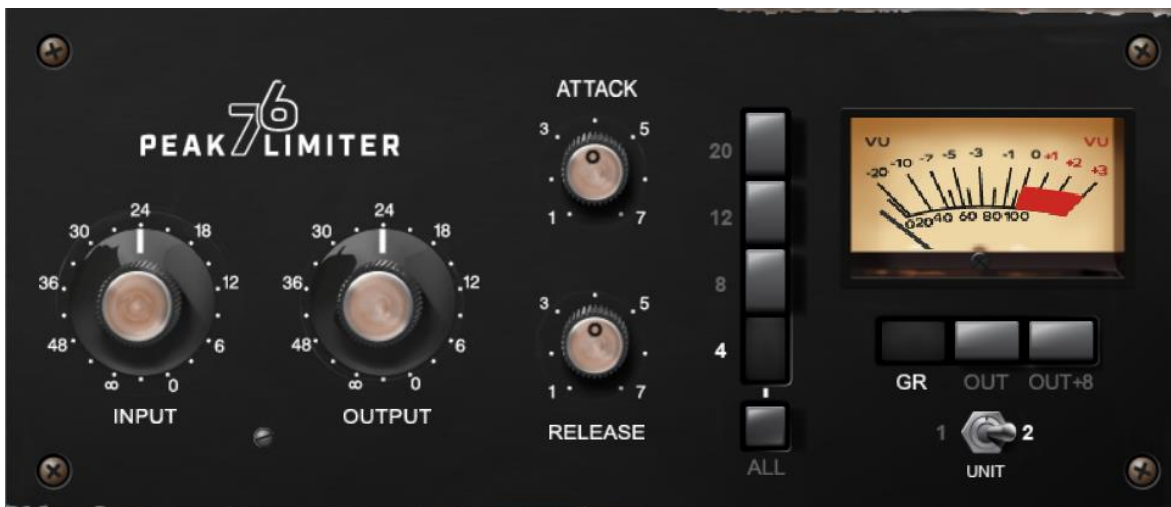 76
PEAK LIMITER
ATTACK
3 5
1 7
20
12
8
4
ALL
24
30 18
36 12
48 6
∞ 0
INPUT
24
30 18
36 12
48 6
∞ 0
OUTPUT
3 5
1 7
RELEASE
VU VU
-20 -10 -7 -5 -3 -1 0 +1 +2 +3
0 20 40 60 80 100
GR OUT OUT+8
1 2
UNIT